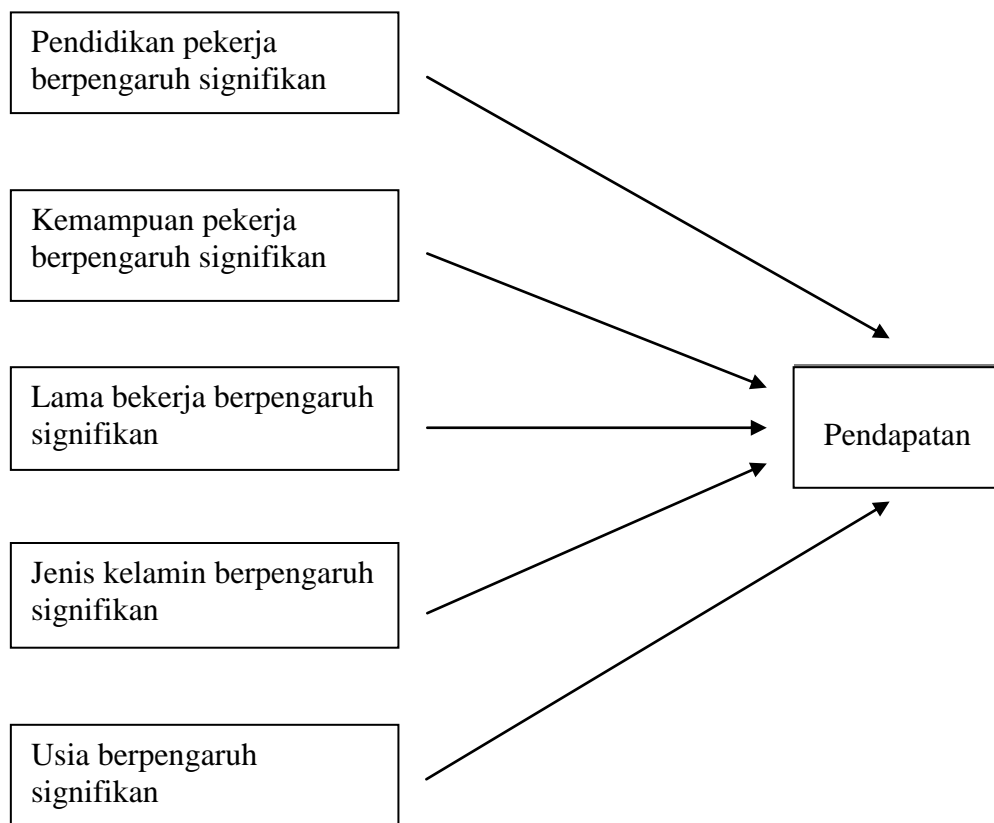 Pendidikan pekerja
berpengaruh signifikan
Kemampuan pekerja
berpengaruh signifikan
Lama bekerja berpengaruh
signifikan
Pendapatan
Jenis kelamin berpengaruh
signifikan
Usia berpengaruh
signifikan